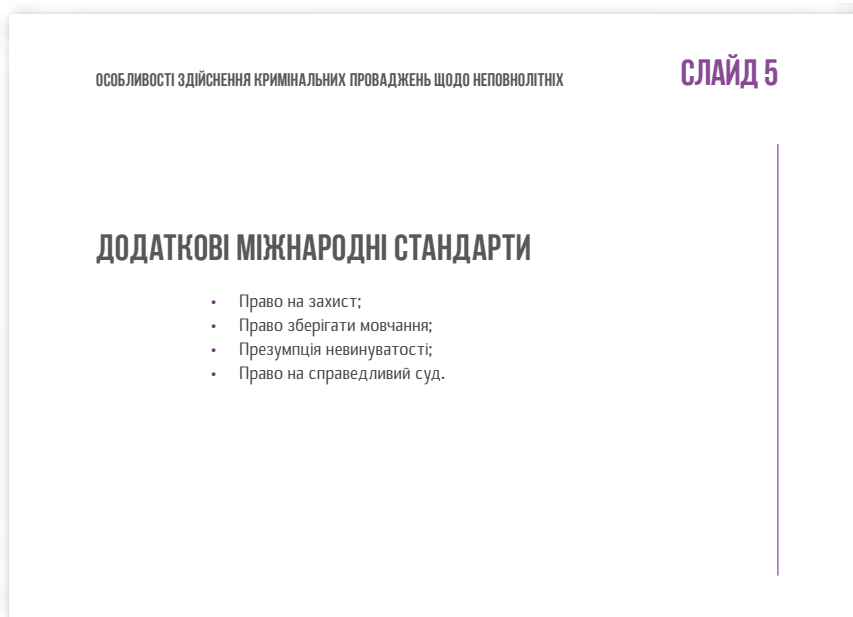 ОСОБЛИВОСТІ ЗДІЙСНЕННЯ КРИМІНАЛЬНИХ ПРОВАДЖЕНЬ ЩОДО НЕПОВНОЛІТНІХ
СЛАЙД 5
ДОДАТКОВІ МІЖНАРОДНІ СТАНДАРТИ
• Право на захист;
• Право зберігати мовчання;
• Презумпція невинуватості;
• Право на справедливий суд.